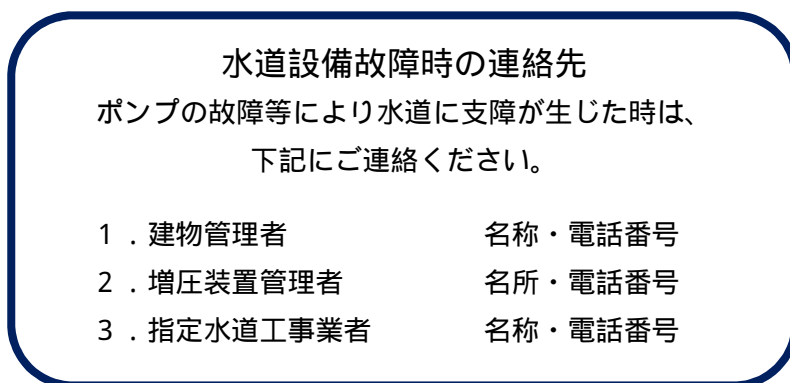 水道設備故障時の連絡先
ポンプの故障等により水道に支障が生じた時は、
下記にご連絡ください。
1．建物管理者 名称・電話番号
2．増圧装置管理者 名所・電話番号
3．指定水道工事業者 名称・電話番号